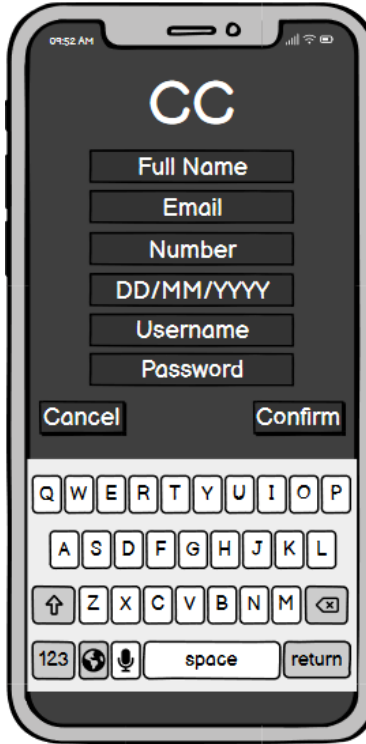 09:52 AM
CC
Full Name
Email
Number
DD/MM/YYYY
Username
Password
Cancel Confirm
Q W E R T Y U I O P
A S D F G H J K L
Z X C V B N M
123 space return